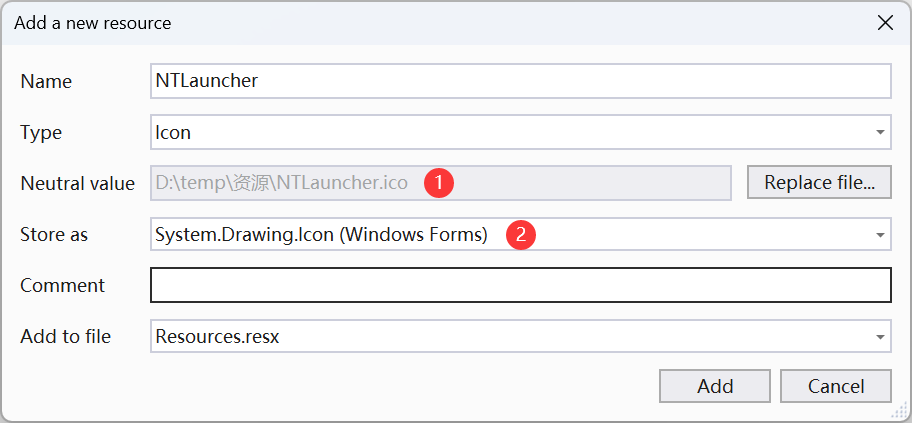 Add a new resource
Name NTLauncher
Type Icon
Neutral value D:\temp\资源\NTLauncher.ico 1 Replace file...
Store as System.Drawing.Icon (Windows Forms) 2
Comment
Add to file Resources.resx
Add Cancel